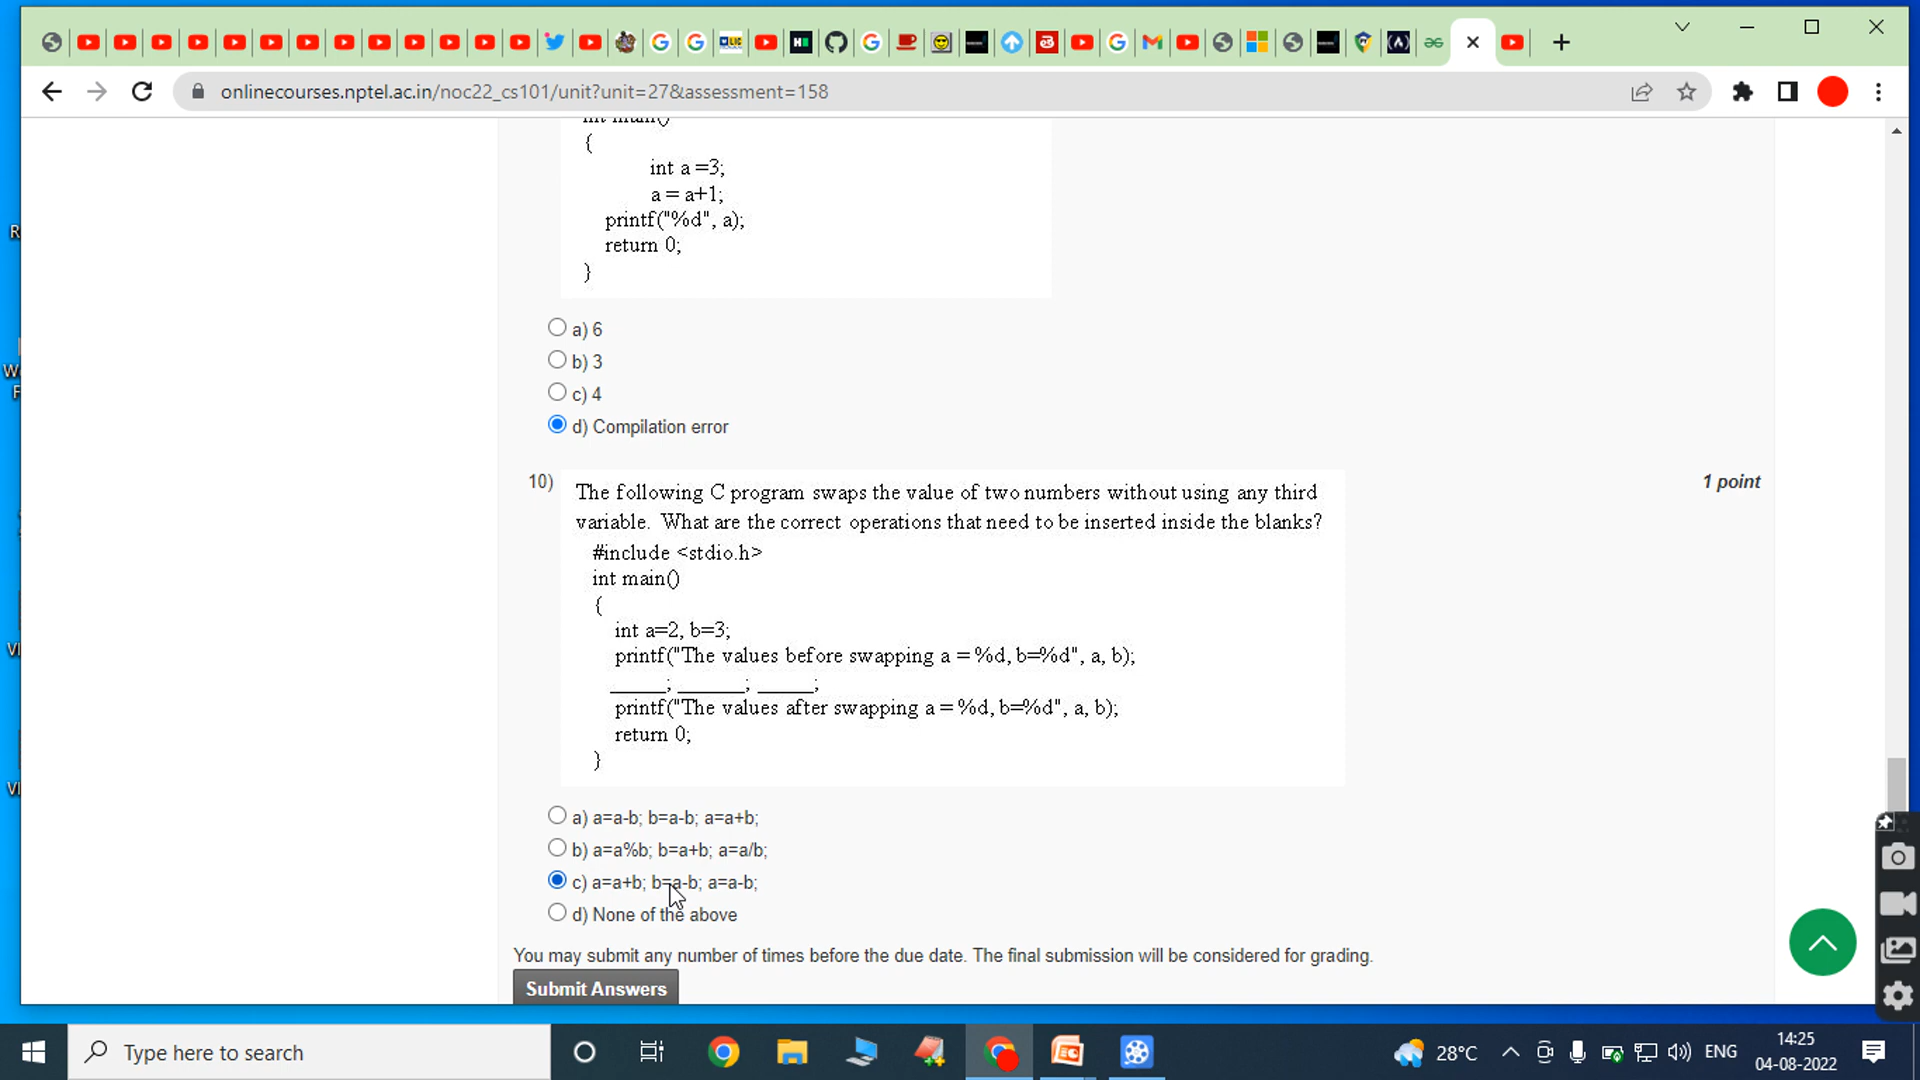 onlinecourses.nptel.ac.in/noc22_cs101/unit?unit=27&assessment=158
int main()
{
int a =3;
a = a+1;
printf("%d", a);
return 0;
}
a) 6
b) 3
c) 4
d) Compilation error
10)
1 point
The following C program swaps the value of two numbers without using any third
variable. What are the correct operations that need to be inserted inside the blanks?
#include <stdio.h>
int main()
{
int a=2, b=3;
printf("The values before swapping a = %d, b=%d", a, b);
_____; ______; _____;
printf("The values after swapping a = %d, b=%d", a, b);
return 0;
}
a) a=a-b; b=a-b; a=a+b;
b) a=a%b; b=a+b; a=a/b;
c) a=a+b; b=a-b; a=a-b;
d) None of the above
You may submit any number of times before the due date. The final submission will be considered for grading.
Submit Answers
Type here to search
28°C
ENG
14:25
04-08-2022